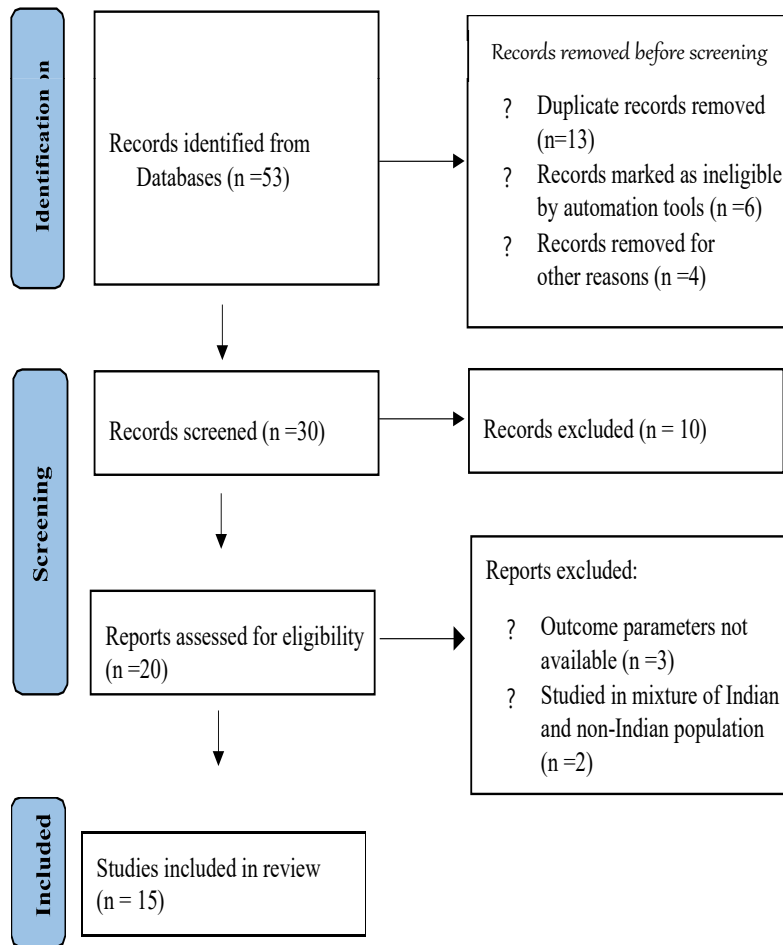 Identification on
Records identified from
Databases (n =53)
Records removed before screening
? Duplicate records removed
(n=13)
? Records marked as ineligible
by automation tools (n =6)
? Records removed for
other reasons (n =4)
Screening
Records screened (n =30)
Records excluded (n = 10)
Reports assessed for eligibility
(n =20)
Reports excluded:
? Outcome parameters not
available (n =3)
? Studied in mixture of Indian
and non-Indian population
(n =2)
Included
Studies included in review
(n = 15)